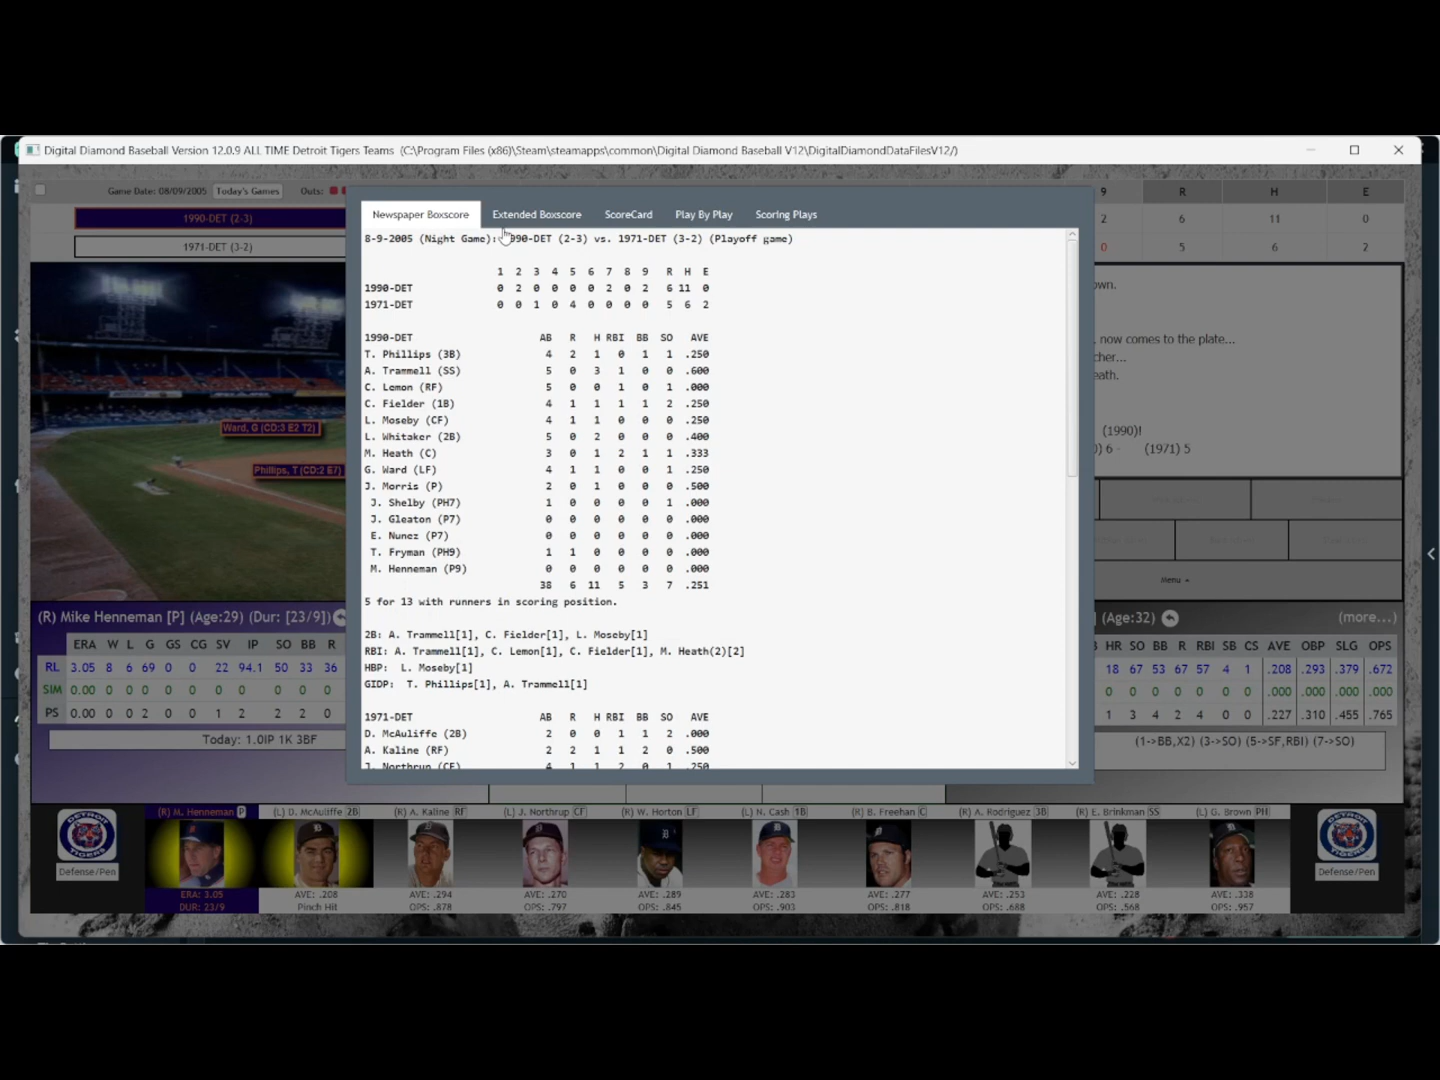 Digital Diamond Baseball Version 12.0.9 ALL TIME Detroit Tigers Teams (C:\Program Files (x86)\Steam\steamapps\common\Digital Diamond Baseball V12\DigitalDiamondDataFilesV12/)
Game Date: 08/09/2005 Today's Games Outs:
9 R H E
1990-DET (2-3)
2 6 11 0
1971-DET (3-2)
0 5 6 2
Newspaper Boxscore Extended Boxscore ScoreCard Play By Play Scoring Plays
8-9-2005 (Night Game): 1990-DET (2-3) vs. 1971-DET (3-2) (Playoff game)
1 2 3 4 5 6 7 8 9 R H E
1990-DET 0 2 0 0 0 0 2 0 2 6 11 0
1971-DET 0 0 1 0 4 0 0 0 0 5 6 2
1990-DET AB R H RBI BB SO AVE
T. Phillips (3B) 4 2 1 0 1 1 .250
A. Trammell (SS) 5 0 3 1 0 0 .600
C. Lemon (RF) 5 0 0 1 0 1 .000
C. Fielder (1B) 4 1 1 1 1 2 .250
L. Moseby (CF) 4 1 1 0 0 0 .250
L. Whitaker (2B) 5 0 2 0 0 0 .400
M. Heath (C) 3 0 1 2 1 1 .333
G. Ward (LF) 4 1 1 0 0 1 .250
J. Morris (P) 2 0 1 0 0 0 .500
J. Shelby (PH7) 1 0 0 0 0 1 .000
J. Gleaton (P7) 0 0 0 0 0 0 .000
E. Nunez (P7) 0 0 0 0 0 0 .000
T. Fryman (PH9) 1 1 0 0 0 0 .000
M. Henneman (P9) 0 0 0 0 0 0 .000
38 6 11 5 3 7 .251
5 for 13 with runners in scoring position.
2B: A. Trammell[1], C. Fielder[1], L. Moseby[1]
RBI: A. Trammell[1], C. Lemon[1], C. Fielder[1], M. Heath(2)[2]
HBP: L. Moseby[1]
GIDP: T. Phillips[1], A. Trammell[1]
1971-DET AB R H RBI BB SO AVE
D. McAuliffe (2B) 2 0 0 1 1 2 .000
A. Kaline (RF) 2 2 1 1 2 0 .500
J. Northrup (CF) 4 1 1 2 0 1 .250
own.
now comes to the plate...
cher...
eath.
(1990)!
) 6 - (1971) 5
Menu
Ward, G (CD:3 E2 T2)
Phillips, T (CD:2 E7)
(R) Mike Henneman [P] (Age:29) (Dur: [23/9])
ERA W L G GS CG SV IP SO BB R
RL 3.05 8 6 69 0 0 22 94.1 50 33 36
SIM 0.00 0 0 0 0 0 0 0 0 0 0
PS 0.00 0 0 2 0 0 1 2 2 2 0
Today: 1.0IP 1K 3BF
(Age:32) (more...)
HR SO BB R RBI SB CS AVE OBP SLG OPS
18 67 53 67 57 4 1 .208 .293 .379 .672
0 0 0 0 0 0 0 .000 .000 .000 .000
1 3 4 2 4 0 0 .227 .310 .455 .765
(1->BB,X2) (3->SO) (5->SF,RBI) (7->SO)
(R) M. Henneman P (L) D. McAuliffe 2B (R) A. Kaline RF (L) J. Northrup CF (R) W. Horton LF (L) N. Cash 1B (R) B. Freehan C (R) A. Rodriguez 3B (R) E. Brinkman SS (L) G. Brown PH
Defense/Pen Defense/Pen
ERA: 3.05 AVE: .208 AVE: .294 AVE: .270 AVE: .289 AVE: .283 AVE: .277 AVE: .253 AVE: .228 AVE: .338
DUR: 23/9 Pinch Hit OPS: .878 OPS: .797 OPS: .845 OPS: .903 OPS: .818 OPS: .688 OPS: .568 OPS: .957